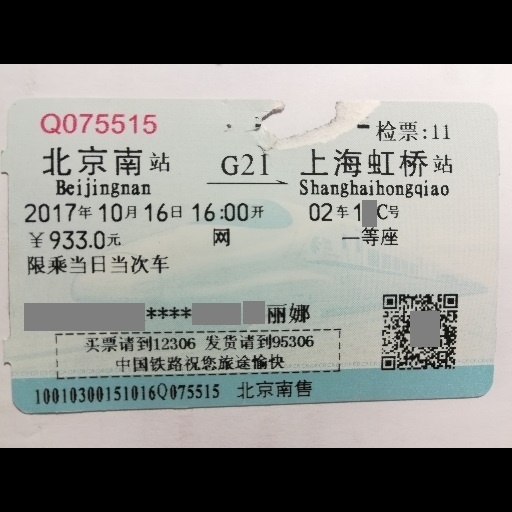 Q075515
检票:11
北京南站 G21 上海虹桥站
Beijingnan Shanghaihongqiao
2017年10月16日16:00开 02车1 C号
￥933.0元 网 一等座
限乘当日当次车
**** 丽娜
买票请到12306 发货请到95306
中国铁路祝您旅途愉快
10010300151016Q075515 北京南售